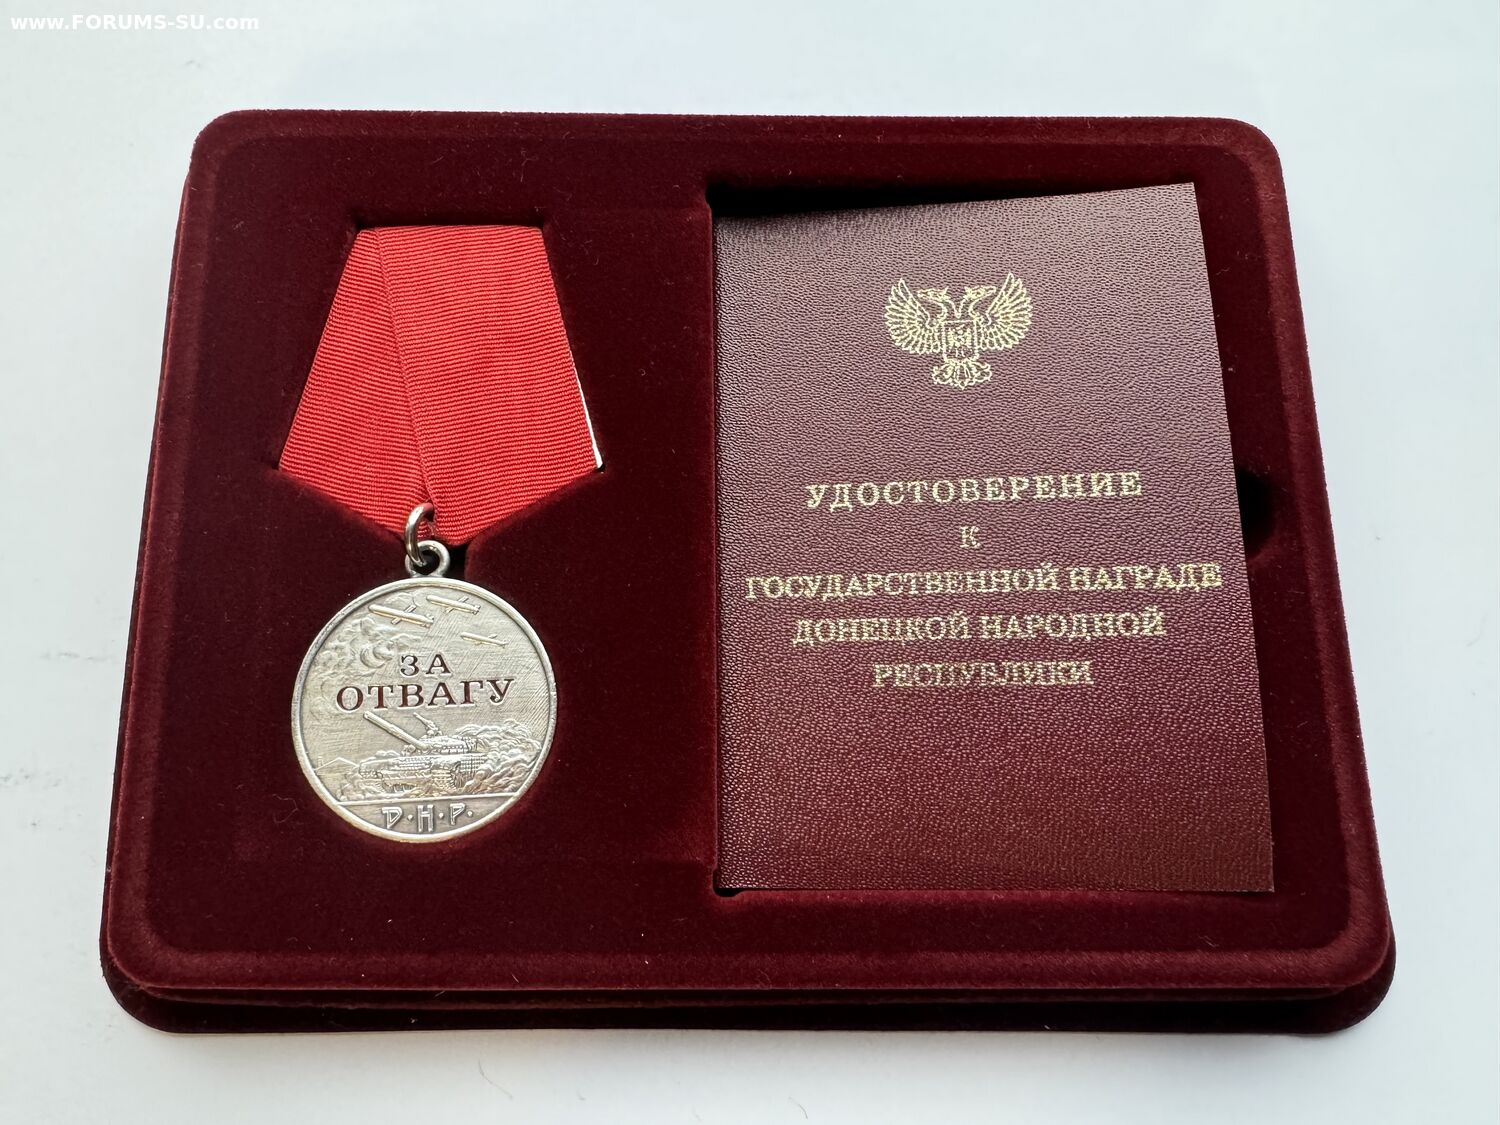 www.FORUMS-SU.com
ЗА
ОТВАГУ
Д·Н·Р·
УДОСТОВЕРЕНИЕ
К
ГОСУДАРСТВЕННОЙ НАГРАДЕ
ДОНЕЦКОЙ НАРОДНОЙ
РЕСПУБЛИКИ